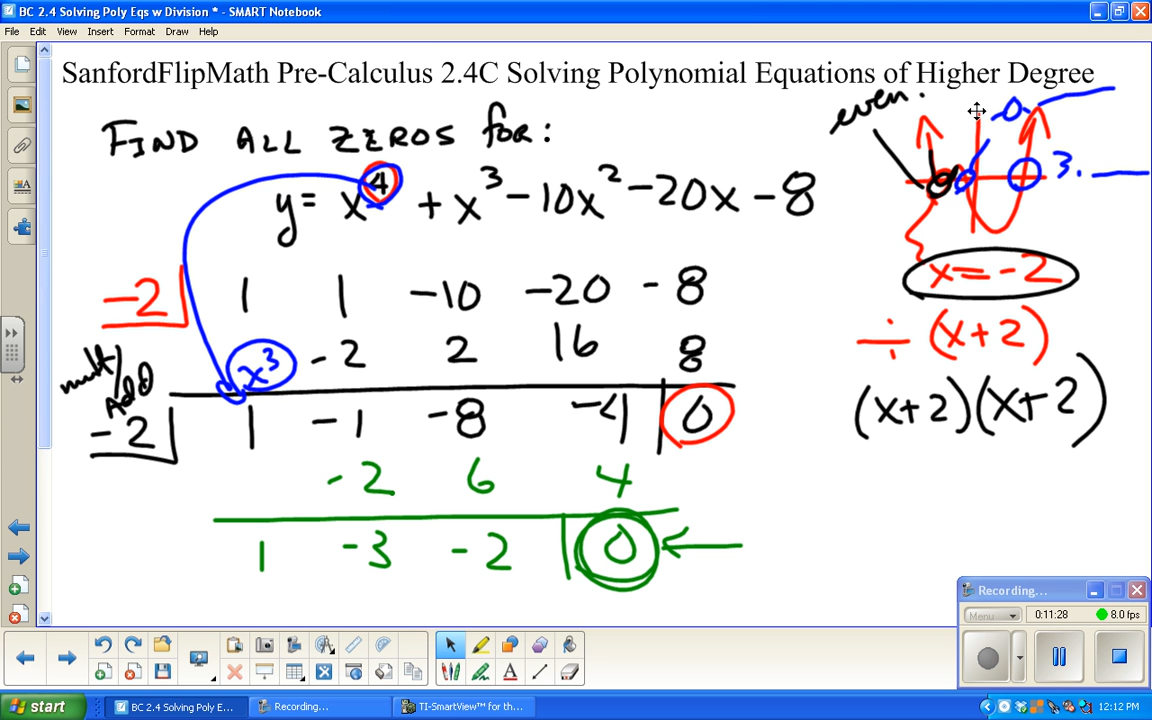 BC 2.4 Solving Poly Eqs w Division * - SMART Notebook
File Edit View Insert Format Draw Help
SanfordFlipMath Pre-Calculus 2.4C Solving Polynomial Equations of Higher Degree
even!
-0.
FIND ALL ZEROS for:
3.
y = x⁴ + x³ - 10x² - 20x - 8
x = -2
-2 1 1 -10 -20 -8
÷ (x+2)
x³ -2 2 16 8
mult/
ADD
(x+2)(x+2)
-2 1 -1 -8 -4 0
-2 6 4
1 -3 -2 0
Recording...
Menu 0:11:28 8.0 fps
A
start BC 2.4 Solving Poly E... Recording... TI-SmartView™ for th... 12:12 PM